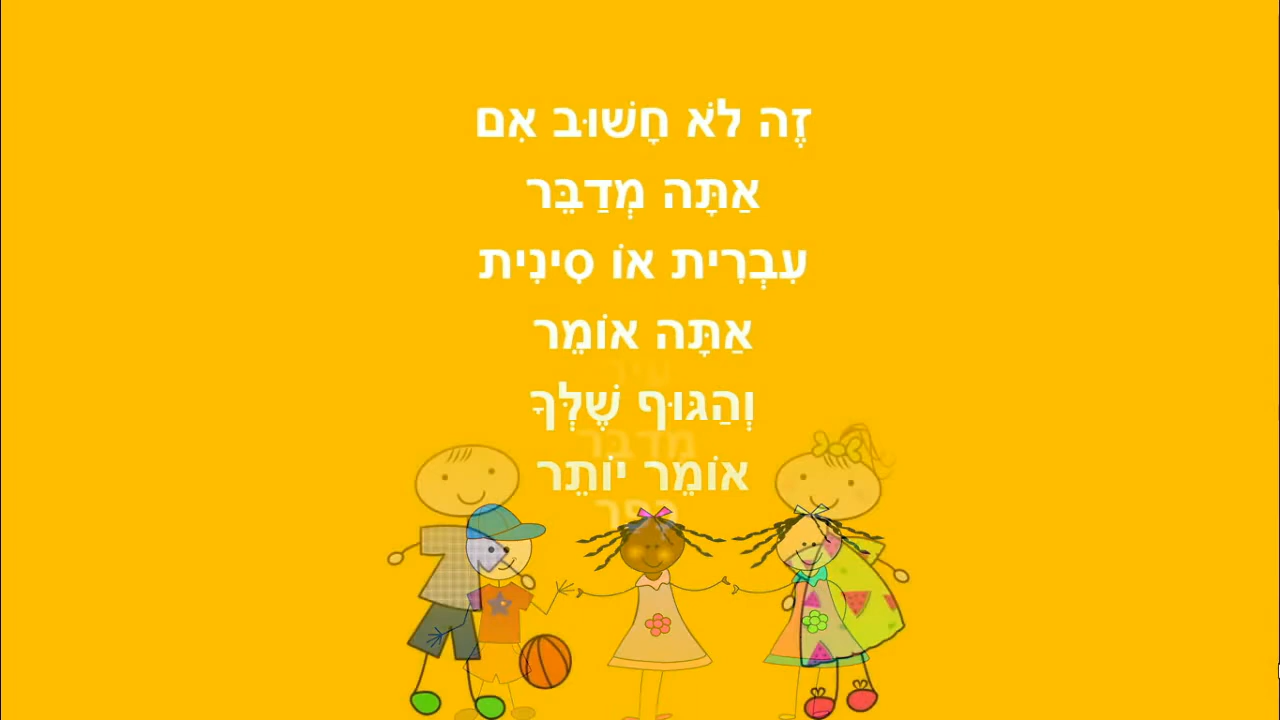 זֶה לֹא חָשׁוּב אִם
אַתָּה מְדַבֵּר
עִבְרִית אוֹ סִינִית
אַתָּה אוֹמֵר
וְהַגּוּף שֶׁלְּךָ
אוֹמֵר יוֹתֵר